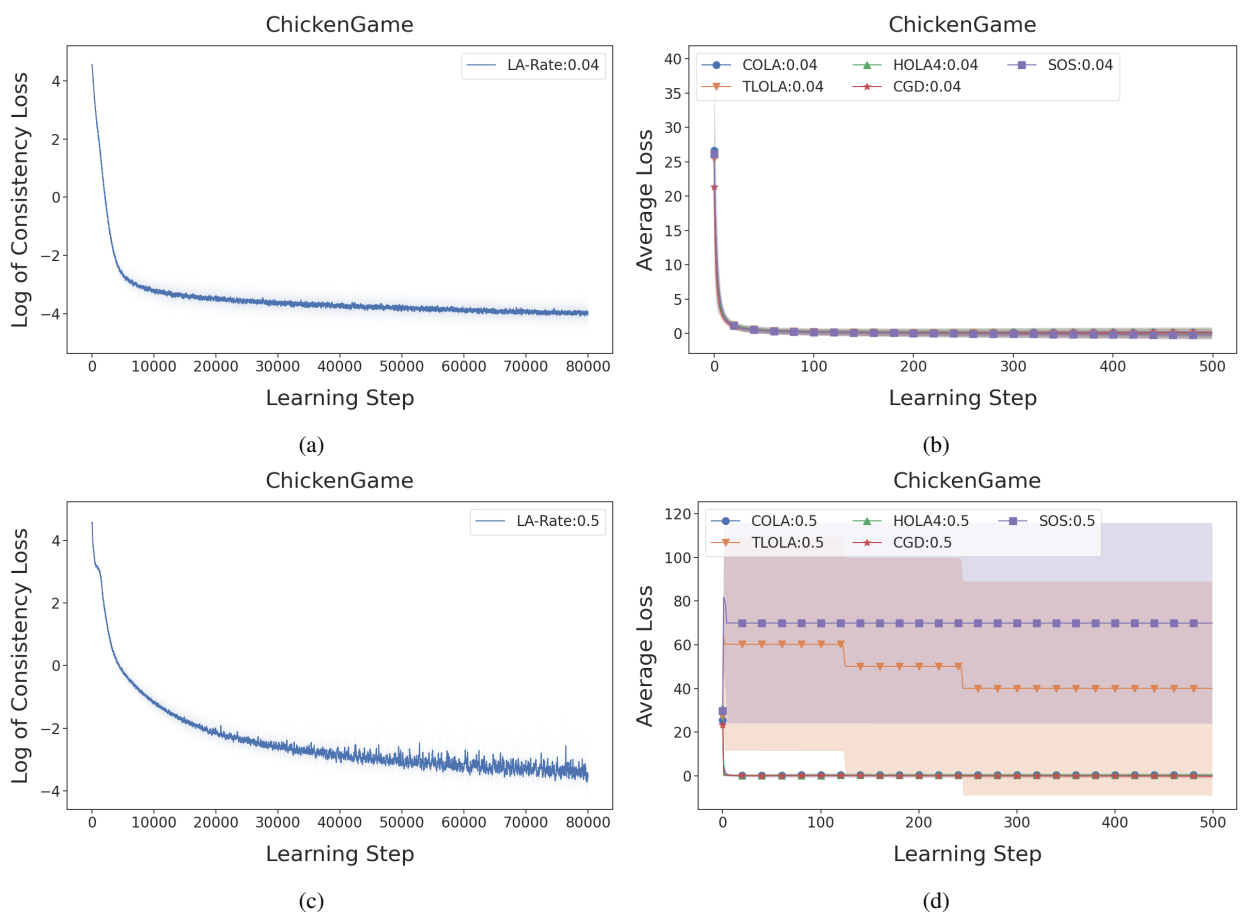 ChickenGame
LA-Rate:0.04
Log of Consistency Loss
4
2
0
−2
−4
0 10000 20000 30000 40000 50000 60000 70000 80000
Learning Step
(a)
ChickenGame
COLA:0.04 HOLA4:0.04 SOS:0.04
TLOLA:0.04 CGD:0.04
Average Loss
40
35
30
25
20
15
10
5
0
0 100 200 300 400 500
Learning Step
(b)
ChickenGame
LA-Rate:0.5
Log of Consistency Loss
4
2
0
−2
−4
0 10000 20000 30000 40000 50000 60000 70000 80000
Learning Step
(c)
ChickenGame
COLA:0.5 HOLA4:0.5 SOS:0.5
TLOLA:0.5 CGD:0.5
Average Loss
120
100
80
60
40
20
0
0 100 200 300 400 500
Learning Step
(d)